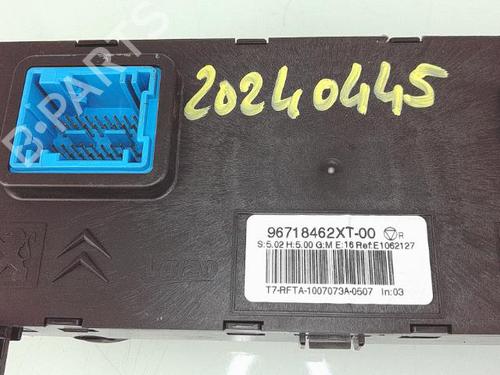 20240445
B-PARTS
96718462XT-00 R
S:5.02 H:5.00 G:M E:16 Ref:E1062127
T7-RFTA-1007073A-0507 In:03